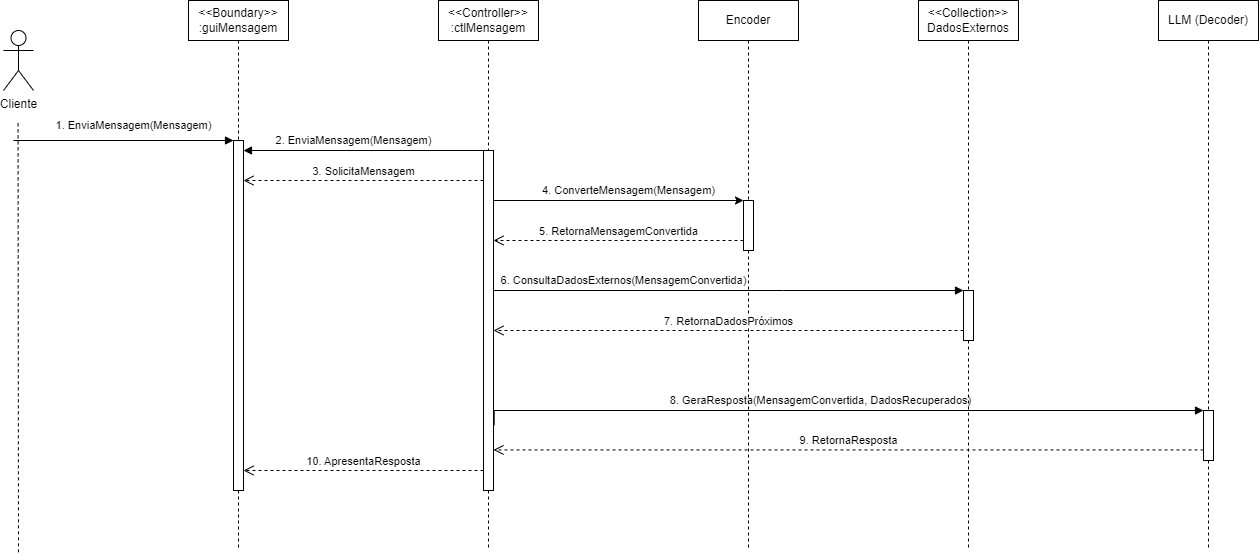 <<Boundary>>
:guiMensagem
<<Controller>>
:ctlMensagem
Encoder
<<Collection>>
DadosExternos
LLM (Decoder)
Cliente
1. EnviaMensagem(Mensagem)
2. EnviaMensagem(Mensagem)
3. SolicitaMensagem
4. ConverteMensagem(Mensagem)
5. RetornaMensagemConvertida
6. ConsultaDadosExternos(MensagemConvertida)
7. RetornaDadosPróximos
8. GeraResposta(MensagemConvertida, DadosRecuperados)
9. RetornaResposta
10. ApresentaResposta